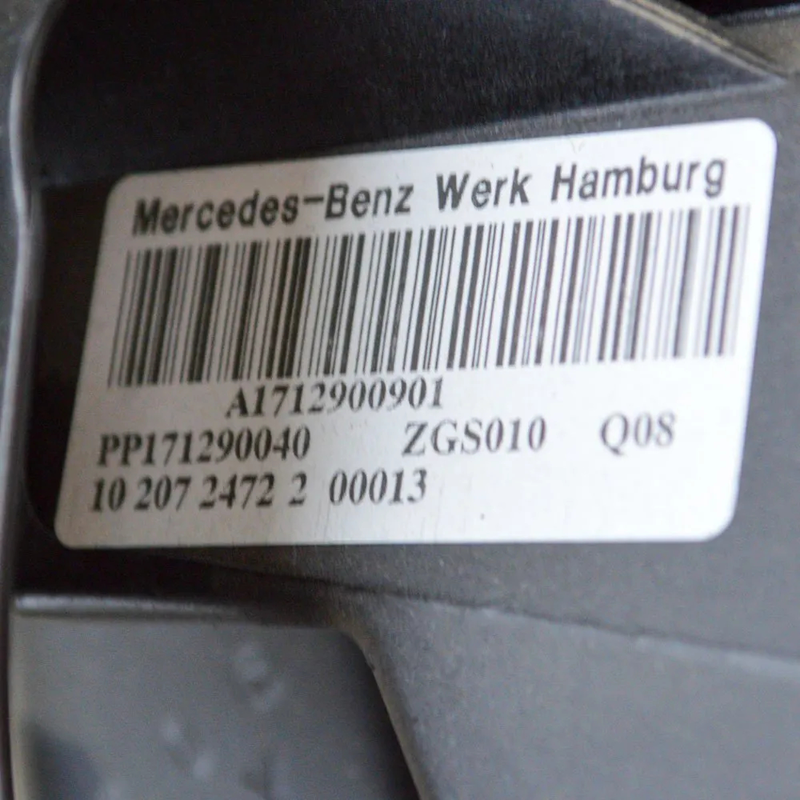 Mercedes-Benz Werk Hamburg
A1712900901
PP171290040 ZGS010 Q08
10 207 2472 2 00013